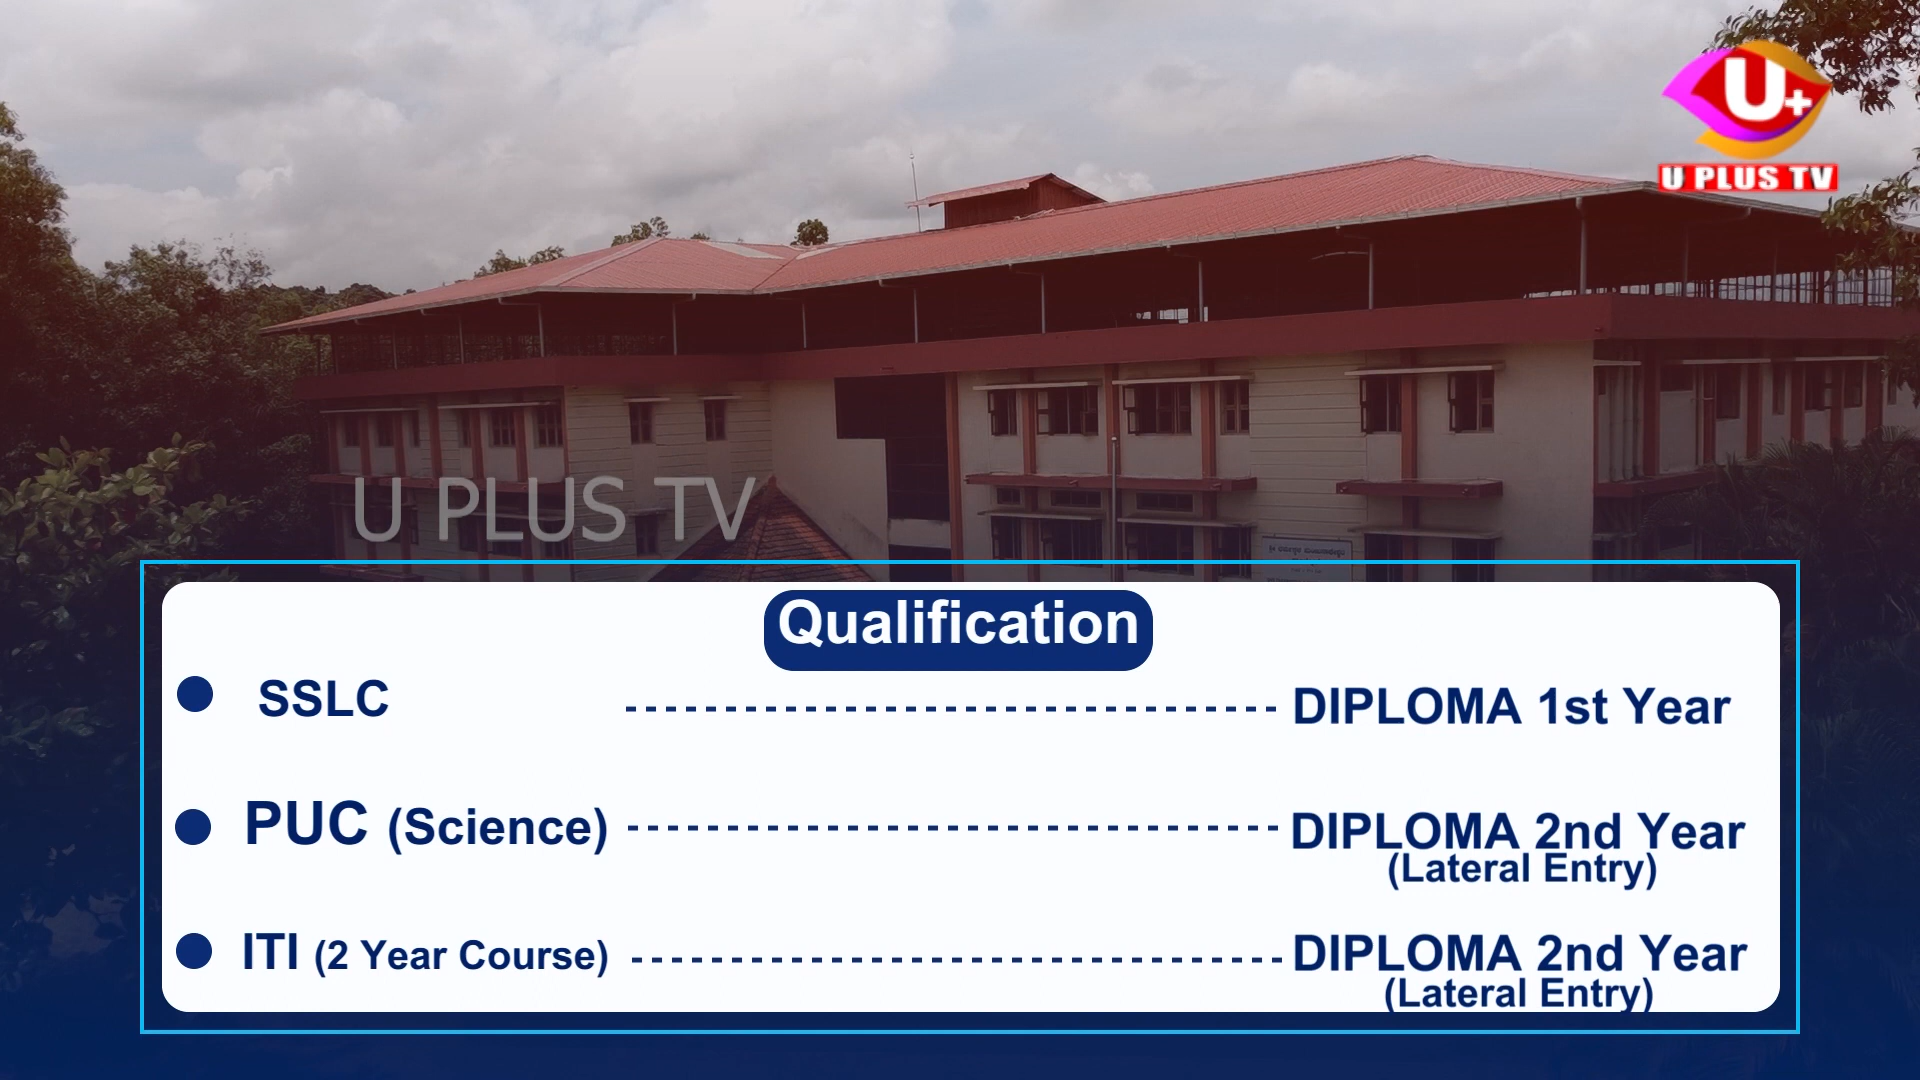 U+
U PLUS TV
U PLUS TV
Qualification
SSLC ---------------------------------- DIPLOMA 1st Year
PUC (Science) ---------------------------------- DIPLOMA 2nd Year
(Lateral Entry)
ITI (2 Year Course) ---------------------------------- DIPLOMA 2nd Year
(Lateral Entry)